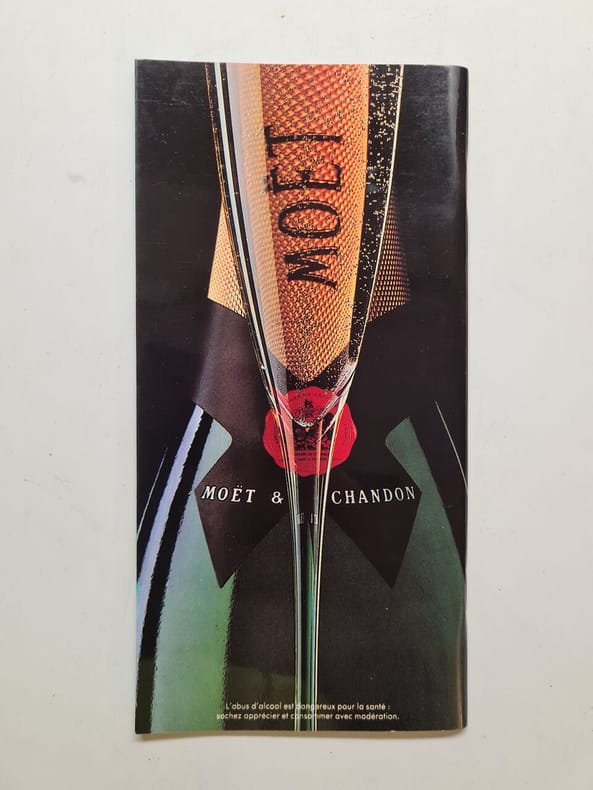 MOËT
MOËT & CHANDON
L'abus d'alcool est dangereux pour la santé :
sachez apprécier et consommer avec modération.